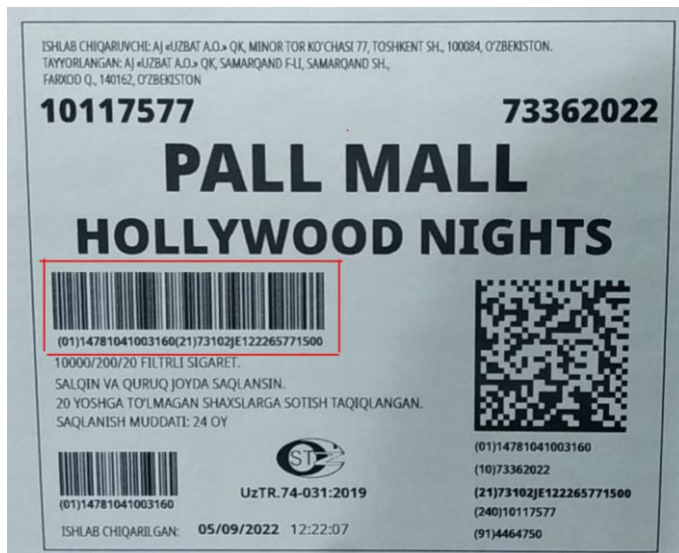 ISHLAB CHIQARUVCHI: AJ «UZBAT A.O.» QK, MINOR TOR KO'CHASI 77, TOSHKENT SH., 100084, O'ZBEKISTON.
TAYYORLANGAN: AJ «UZBAT A.O.» QK, SAMARQAND F-LI, SAMARQAND SH.,
FARXOD Q., 140162, O'ZBEKISTON
10117577 73362022
PALL MALL
HOLLYWOOD NIGHTS
(01)14781041003160(21)73102JE122265771500
10000/200/20 FILTRLI SIGARET.
SALQIN VA QURUQ JOYDA SAQLANSIN.
20 YOSHGA TO'LMAGAN SHAXSLARGA SOTISH TAQIQLANGAN.
SAQLANISH MUDDATI: 24 OY
(01)14781041003160
ST
UzTR.74-031:2019
ISHLAB CHIQARILGAN: 05/09/2022 12:22:07
(01)14781041003160
(10)73362022
(21)73102JE122265771500
(240)10117577
(91)4464750